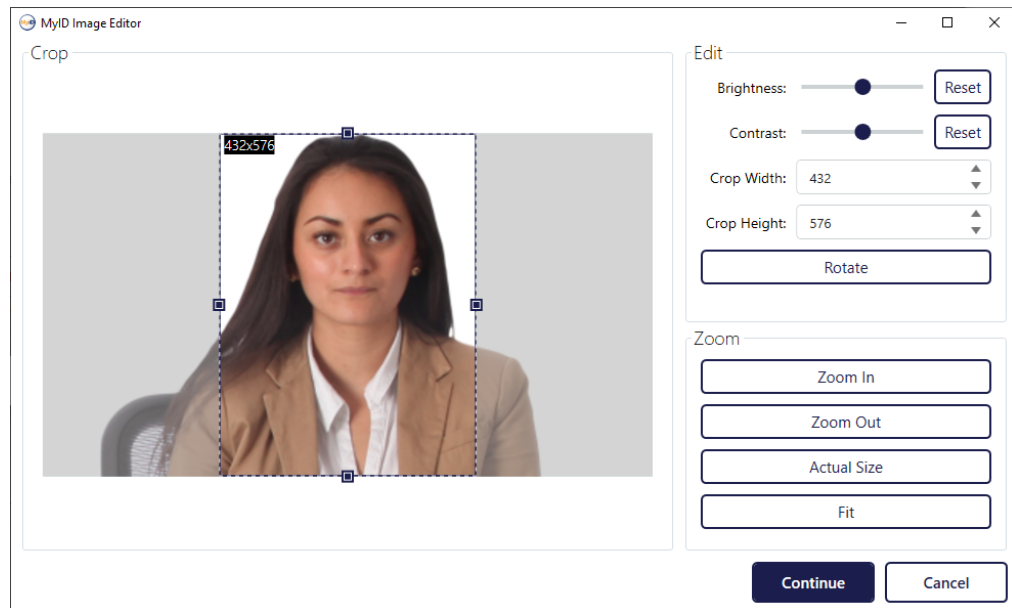 MyID Image Editor
Crop
432x576
Edit
Brightness:
Reset
Contrast:
Reset
Crop Width:
432
Crop Height:
576
Rotate
Zoom
Zoom In
Zoom Out
Actual Size
Fit
Continue
Cancel